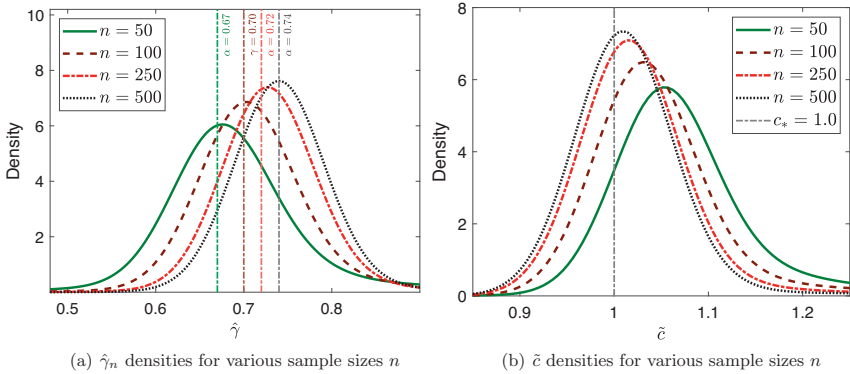 10
8
6
4
2
Density
n = 50
n = 100
n = 250
n = 500
α = 0.67
γ = 0.70
α = 0.72
α = 0.74
0.5 0.6 0.7 0.8
γ̂
(a) γ̂ₙ densities for various sample sizes n
8
6
4
2
0
Density
n = 50
n = 100
n = 250
n = 500
c* = 1.0
0.9 1 1.1 1.2
c̃
(b) c̃ densities for various sample sizes n